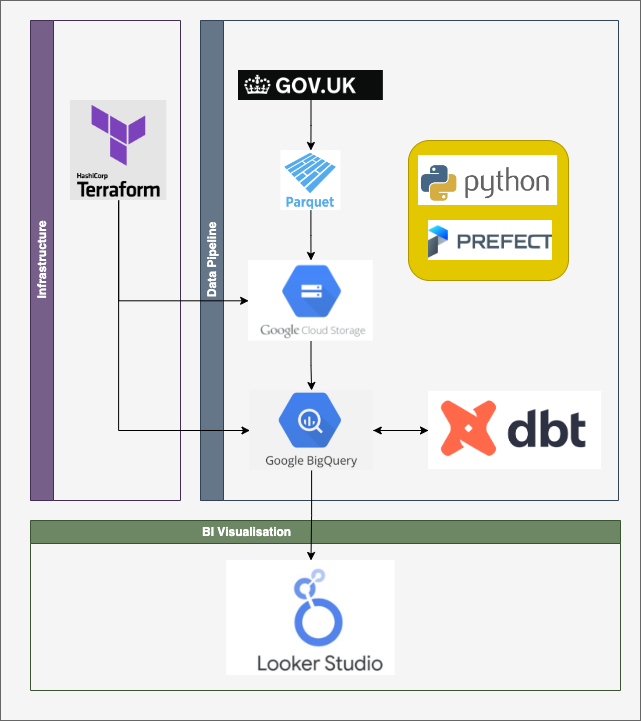 Infrastructure
HashiCorp
Terraform
Data Pipeline
GOV.UK
Parquet
Google Cloud Storage
Google BigQuery
python
PREFECT
dbt
BI Visualisation
Looker Studio